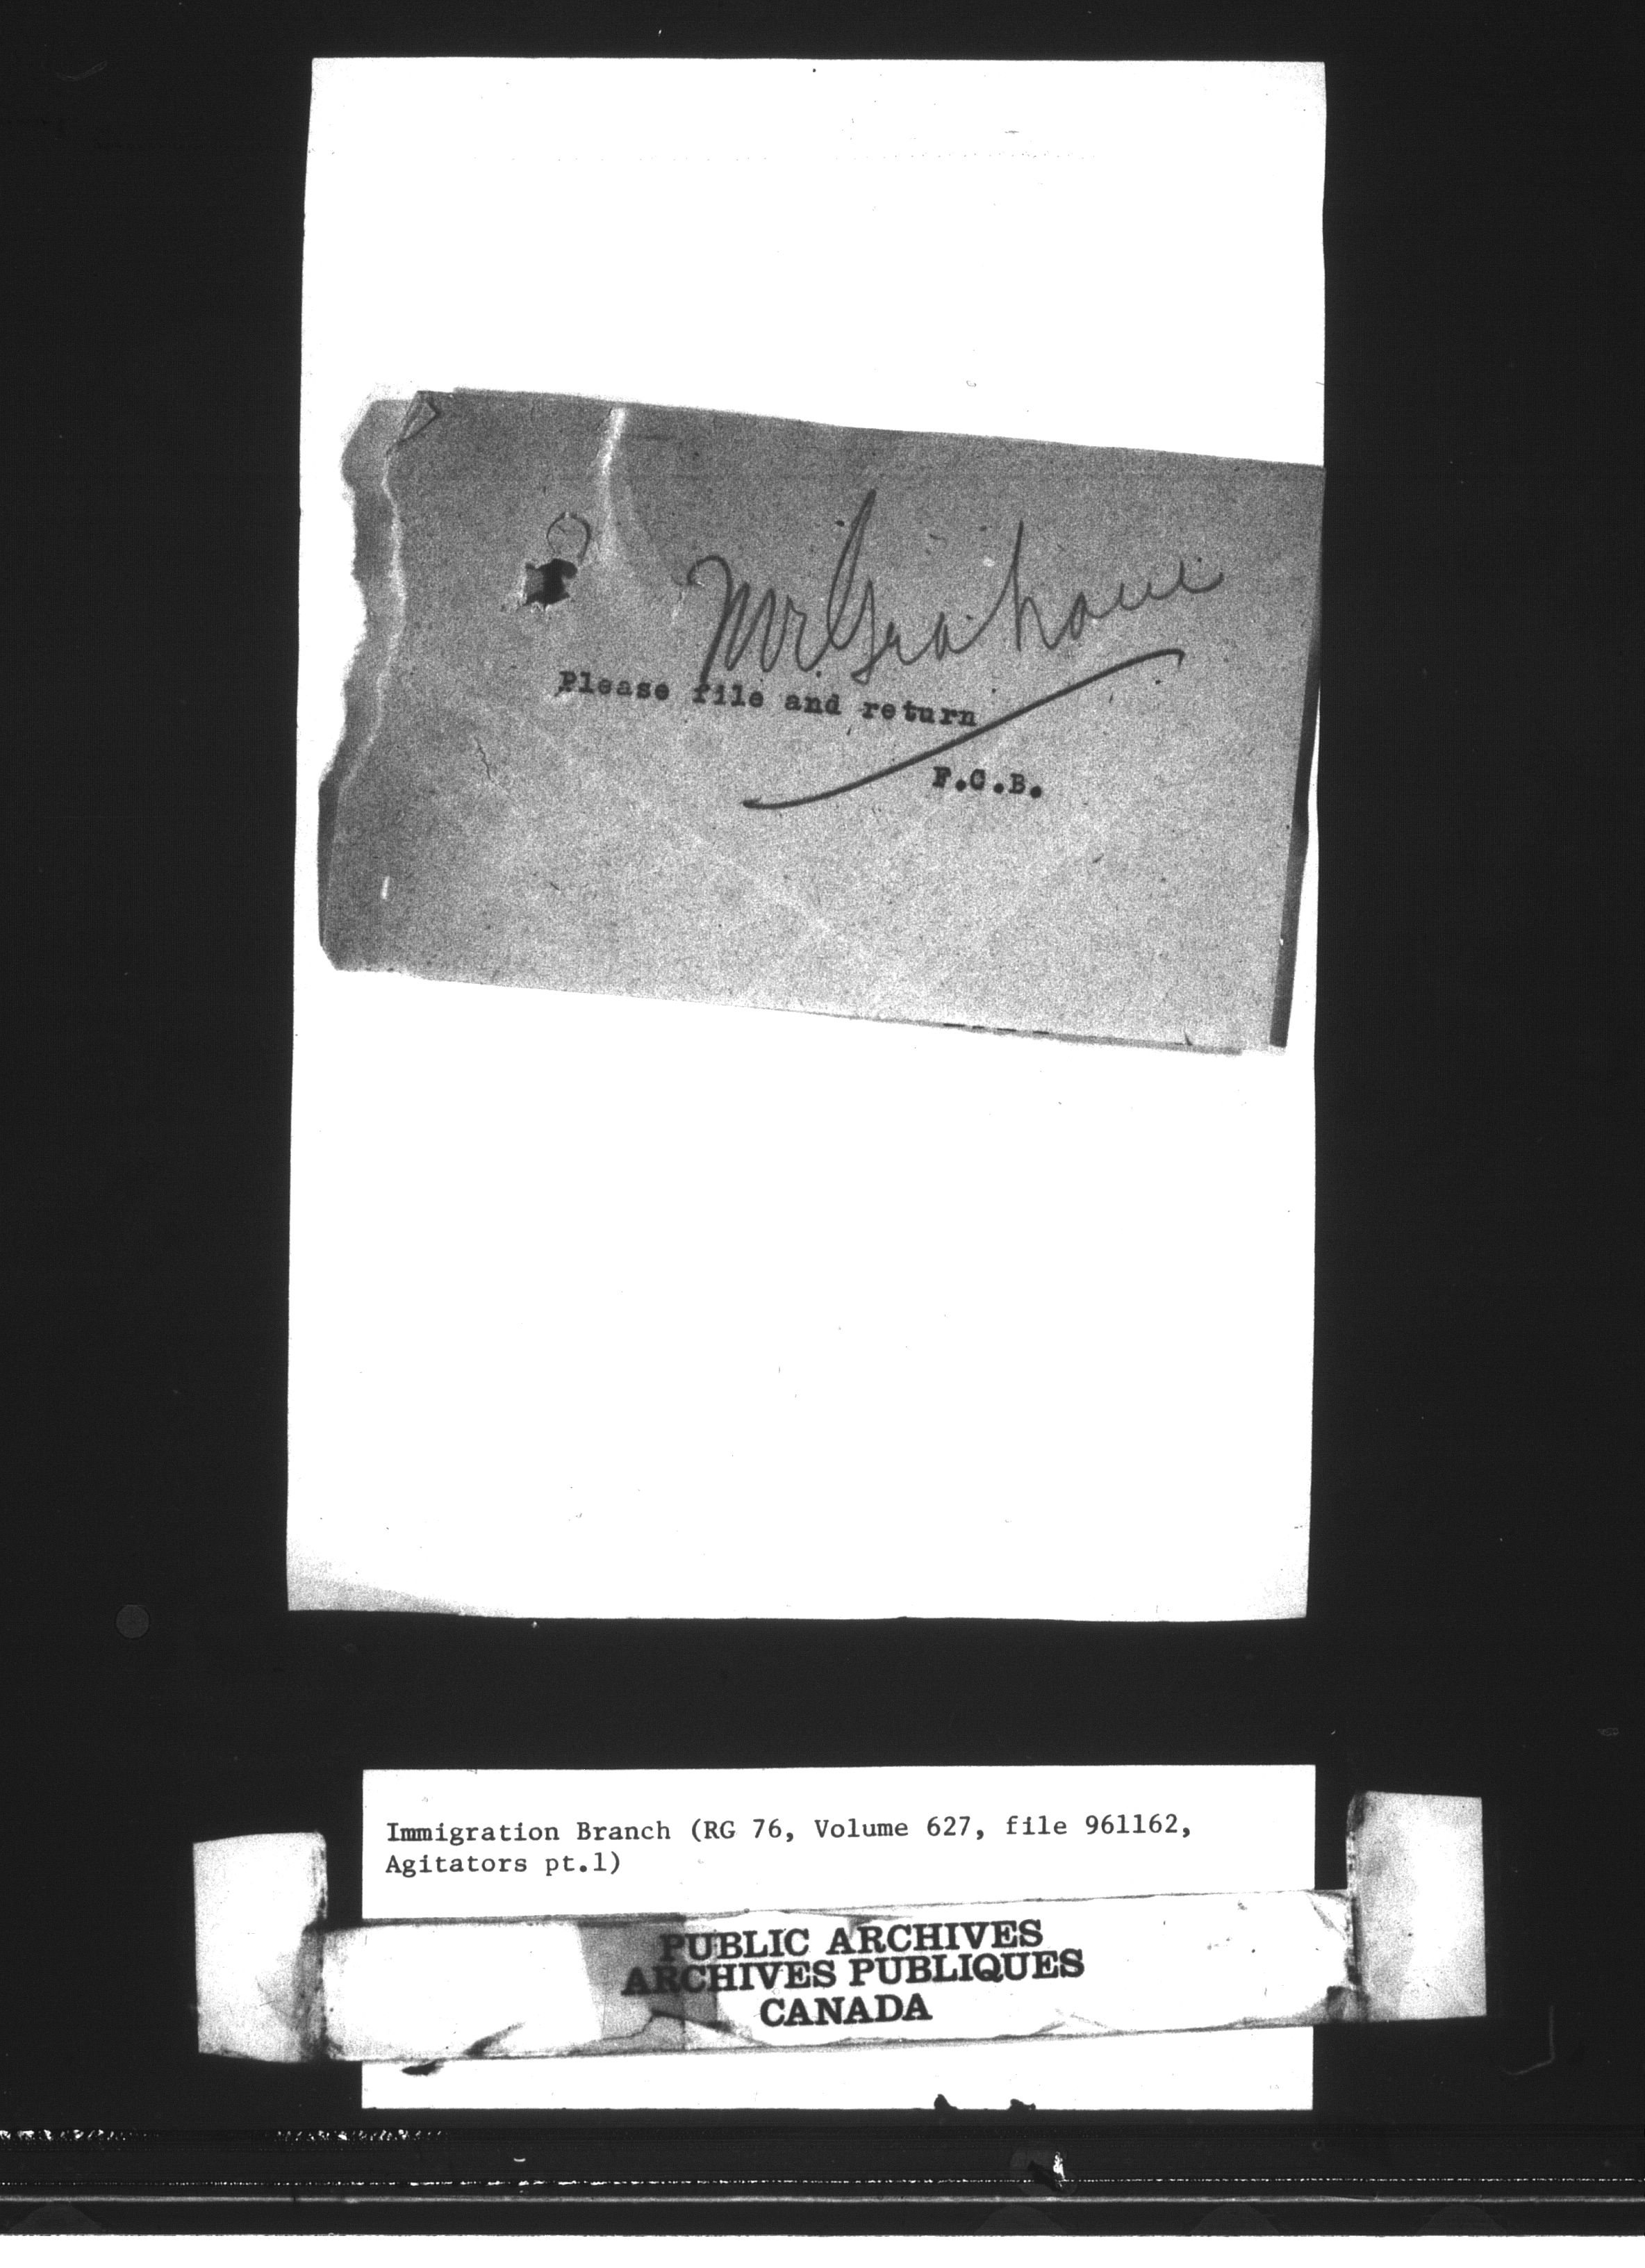 Mr Graham
Please file and return
F.C.B.
Immigration Branch (RG 76, Volume 627, file 961162,
Agitators pt.1)
PUBLIC ARCHIVES
ARCHIVES PUBLIQUES
CANADA